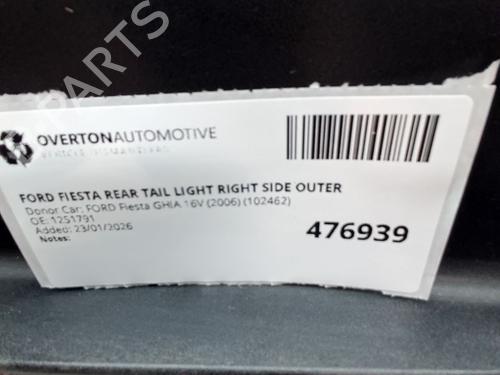 PARTS
OVERTONAUTOMOTIVE
FORD FIESTA REAR TAIL LIGHT RIGHT SIDE OUTER
Donor Car: FORD Fiesta GHIA 16V (2006) (102462)
OE: 1251791
Added: 23/01/2026
Notes:
476939